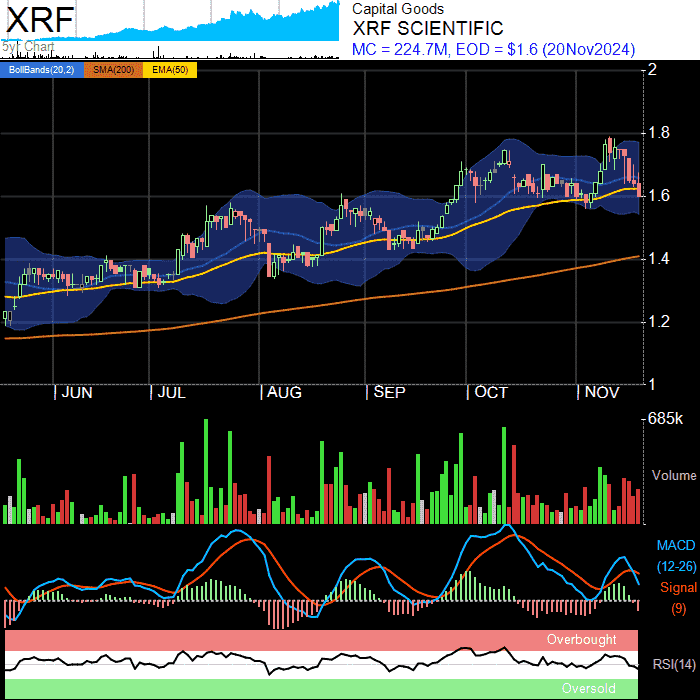 XRF
5yr Chart
Capital Goods
XRF SCIENTIFIC
MC = 224.7M, EOD = $1.6 (20Nov2024)
BollBands(20,2) SMA(200) EMA(50)
2
1.8
1.6
1.4
1.2
1
JUN JUL AUG SEP OCT NOV
685k
Volume
MACD
(12-26)
Signal
(9)
Overbought
RSI(14)
Oversold